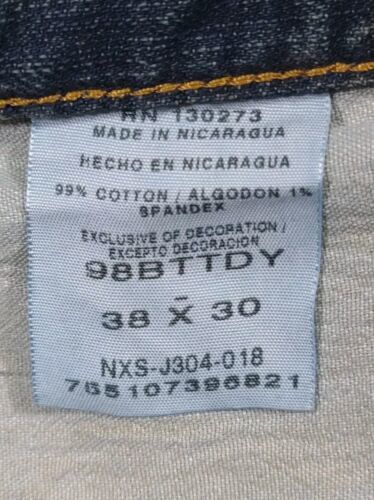 RN 130273
MADE IN NICARAGUA
HECHO EN NICARAGUA
99% COTTON / ALGODON 1%
SPANDEX
EXCLUSIVE OF DECORATION /
EXCEPTO DECORACION
98BTTDY
38 X 30
NXS-J304-018
765107396821